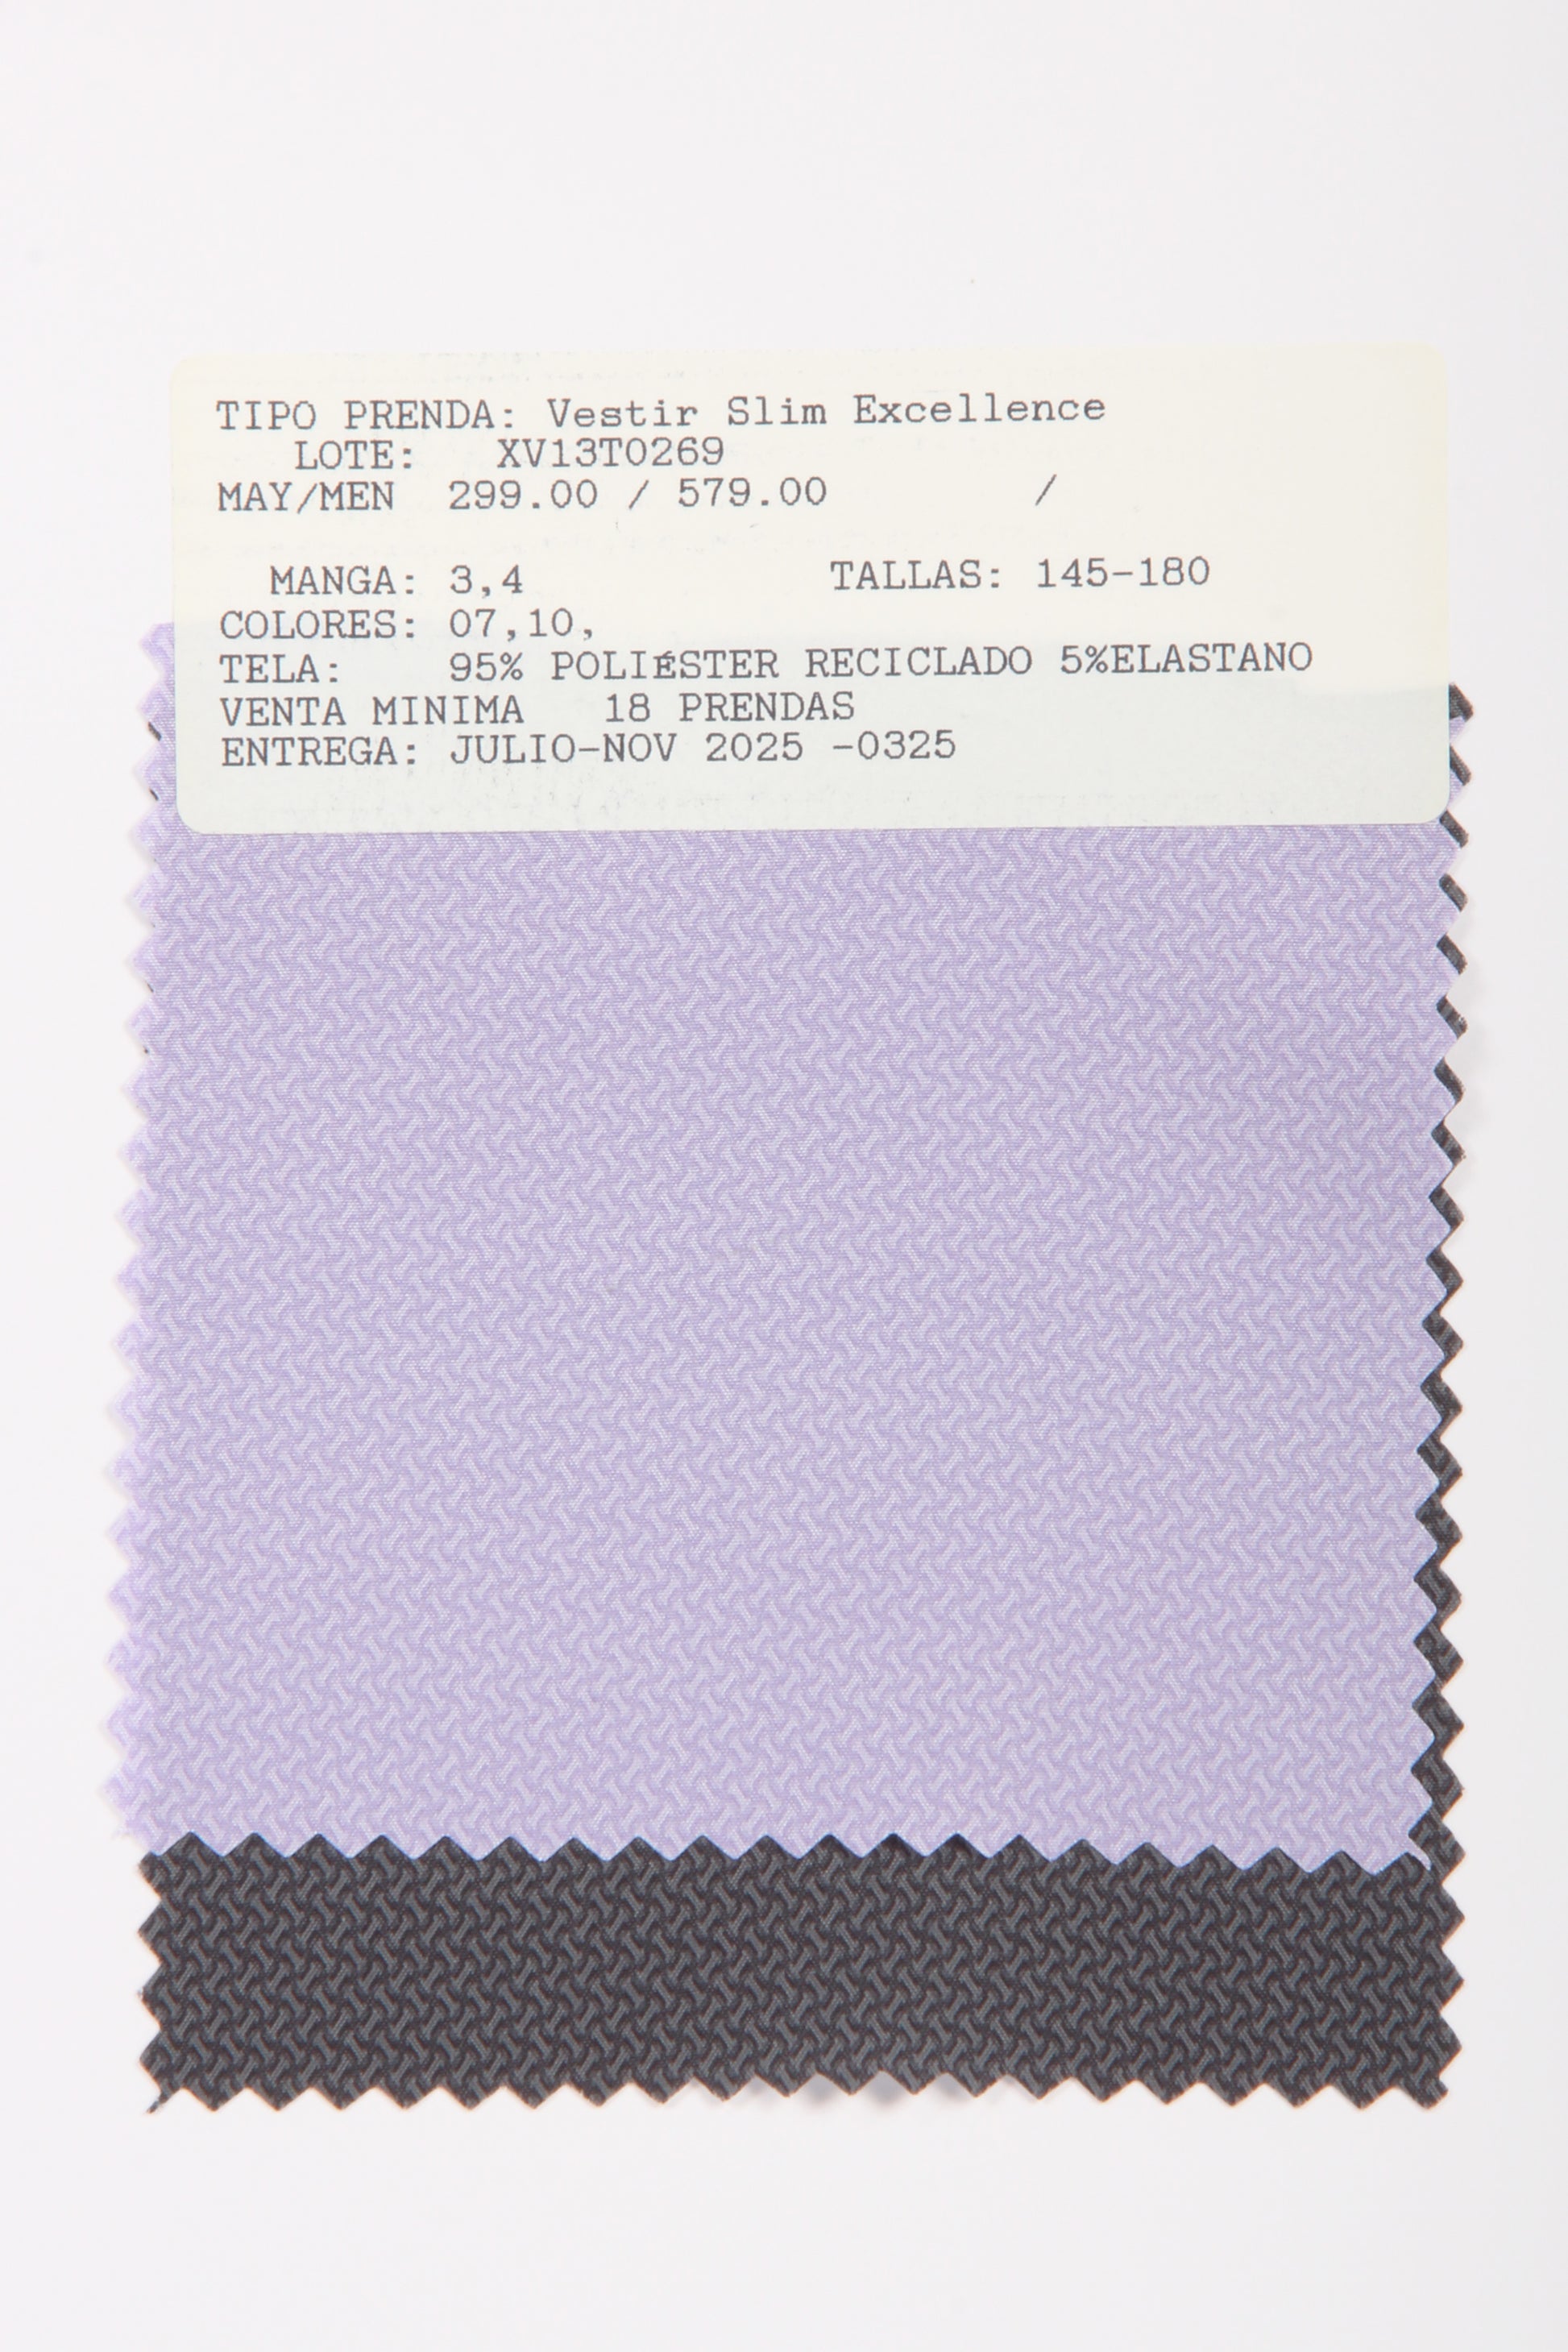 TIPO PRENDA: Vestir Slim Excellence
LOTE: XV13T0269
MAY/MEN 299.00 / 579.00 /
MANGA: 3,4 TALLAS: 145-180
COLORES: 07,10,
TELA: 95% POLIÉSTER RECICLADO 5%ELASTANO
VENTA MINIMA 18 PRENDAS
ENTREGA: JULIO-NOV 2025 -0325